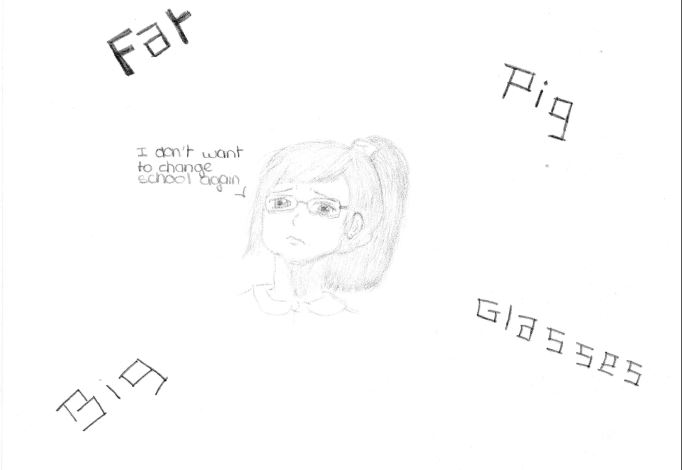 Fat
Pig
I don't want
to change
school again
Glasses
Big